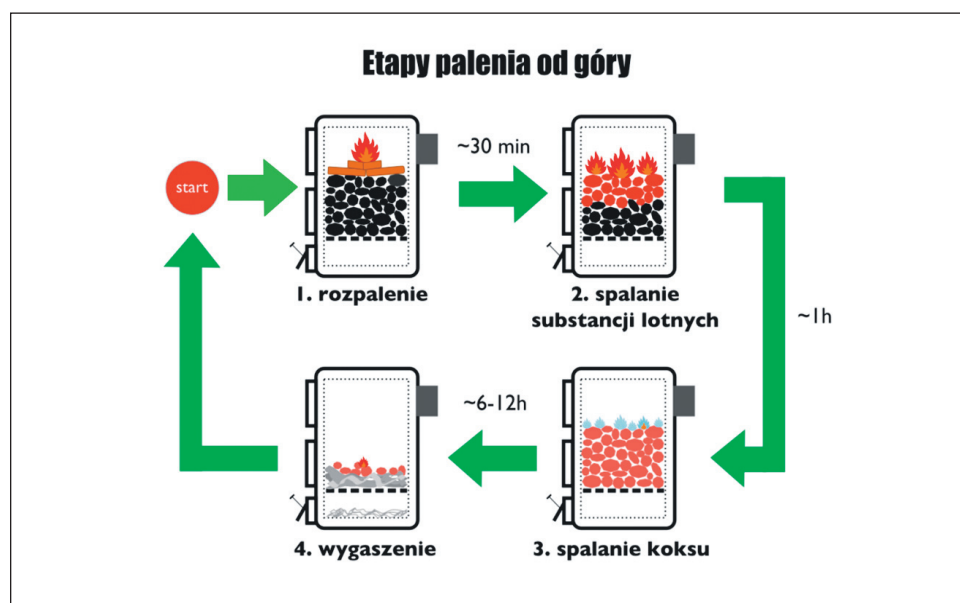 Etapy palenia od góry
start
~30 min
1. rozpalenie
2. spalanie
substancji lotnych
~1h
~6-12h
4. wygaszenie
3. spalanie koksu